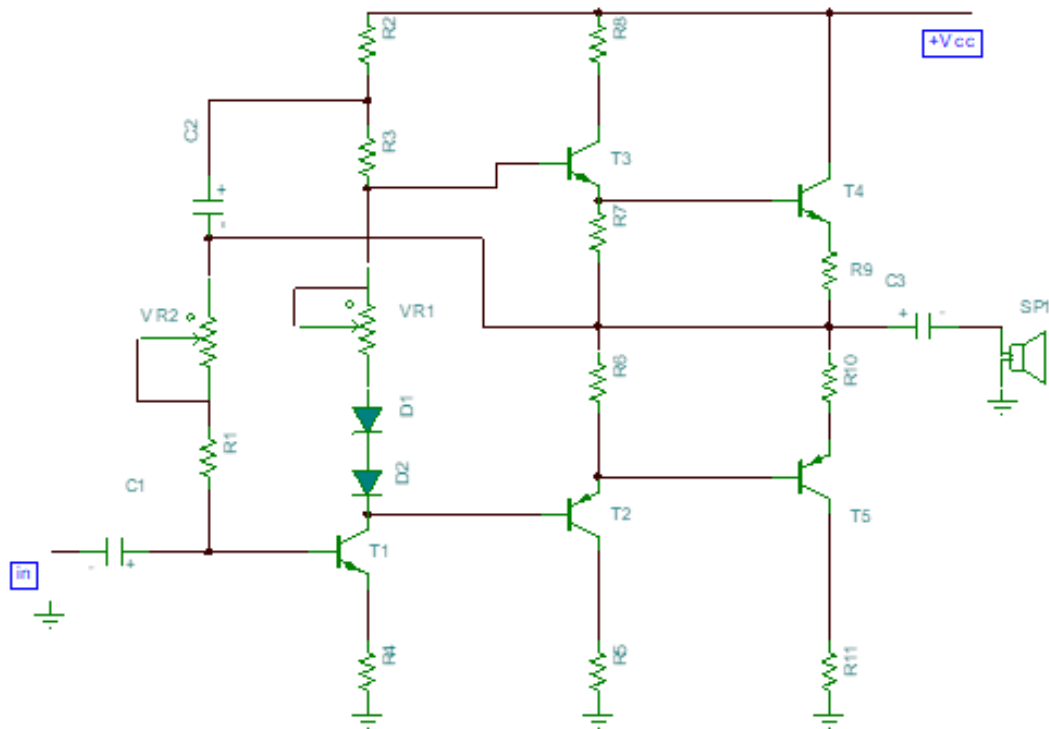 R2
R8
+Vcc
C2
R3
T3
T4
+
-
R7
R9
C3
VR2
VR1
+
-
SP1
R6
R10
D1
R1
D2
C1
T2
T5
T1
-
+
in
R4
R5
R11